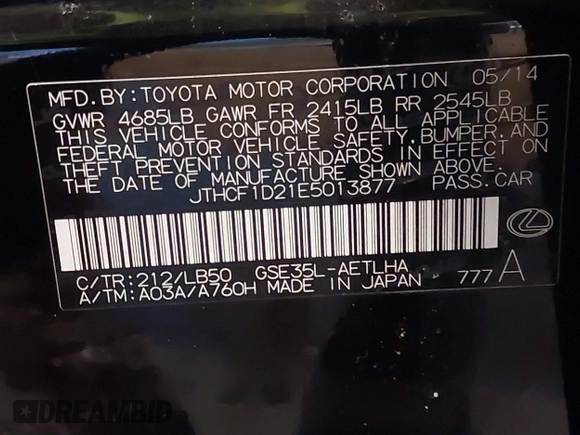 MFD.BY:TOYOTA MOTOR CORPORATION 05/14
GVWR 4685LB GAWR FR 2415LB RR 2545LB
THIS VEHICLE CONFORMS TO ALL APPLICABLE
FEDERAL MOTOR VEHICLE SAFETY,BUMPER,AND
THEFT PREVENTION STANDARDS IN EFFECT ON
THE DATE OF MANUFACTURE SHOWN ABOVE.
JTHCF1D21E5013877 PASS.CAR
C/TR:212/LB50 GSE35L-AETLHA
A/TM:A03A/A760H MADE IN JAPAN 777 A
DREAMBID